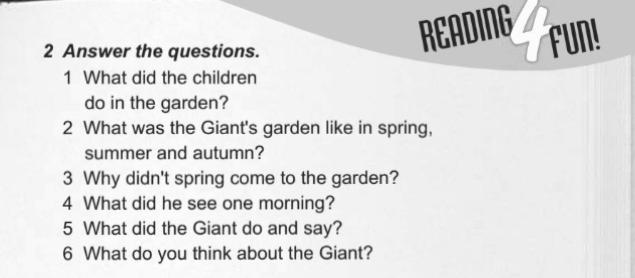 READING 4 FUN!
2 Answer the questions.
1 What did the children
do in the garden?
2 What was the Giant's garden like in spring,
summer and autumn?
3 Why didn't spring come to the garden?
4 What did he see one morning?
5 What did the Giant do and say?
6 What do you think about the Giant?